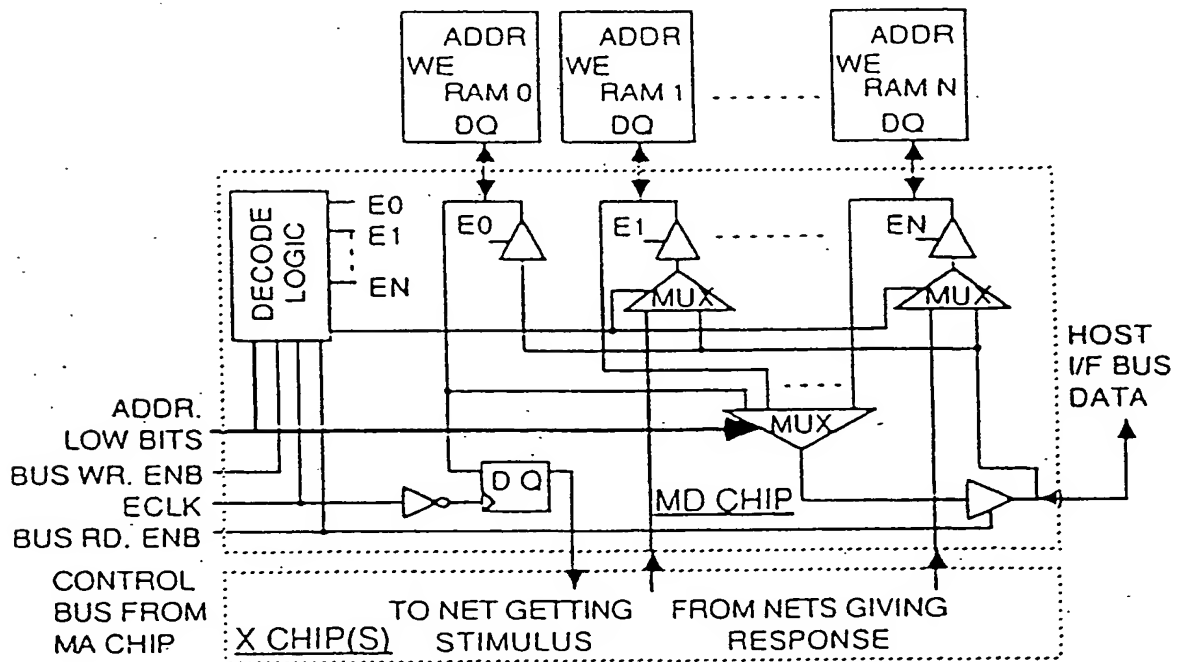 ADDR
WE
RAM 0
DQ
ADDR
WE
RAM 1
DQ
ADDR
WE
RAM N
DQ
DECODE
LOGIC
E0
E1
EN
E0
E1
EN
MUX
MUX
MUX
HOST
I/F BUS
DATA
ADDR.
LOW BITS
BUS WR. ENB
ECLK
BUS RD. ENB
D Q
MD CHIP
CONTROL
BUS FROM
MA CHIP
X CHIP(S)
TO NET GETTING
STIMULUS
FROM NETS GIVING
RESPONSE